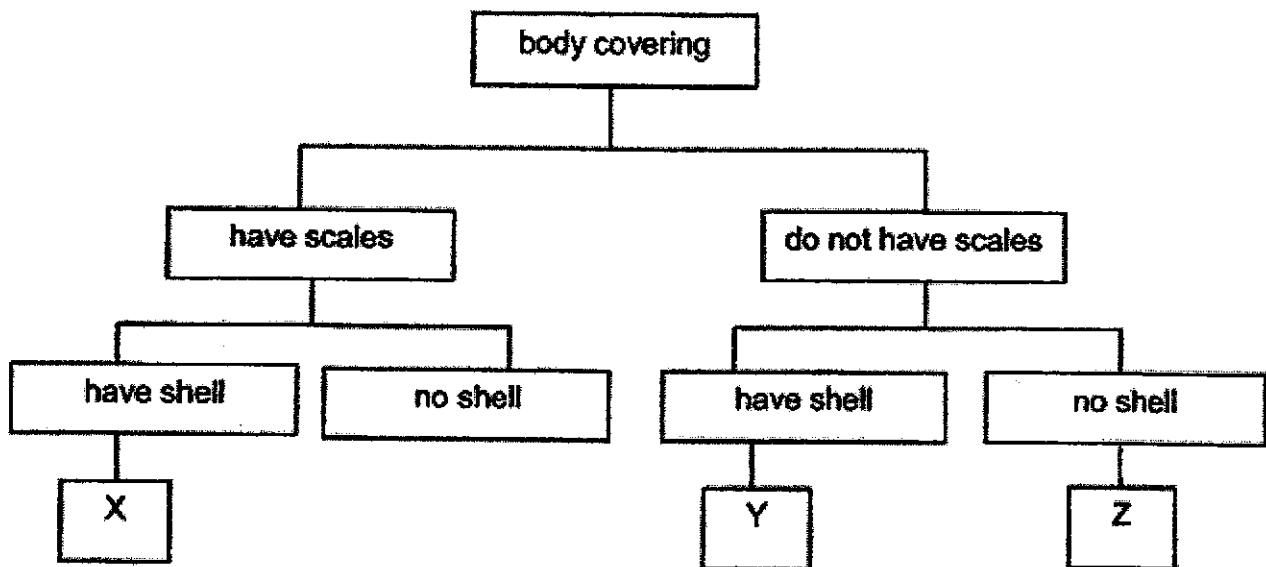 body covering
have scales
do not have scales
have shell
no shell
have shell
no shell
X
Y
Z